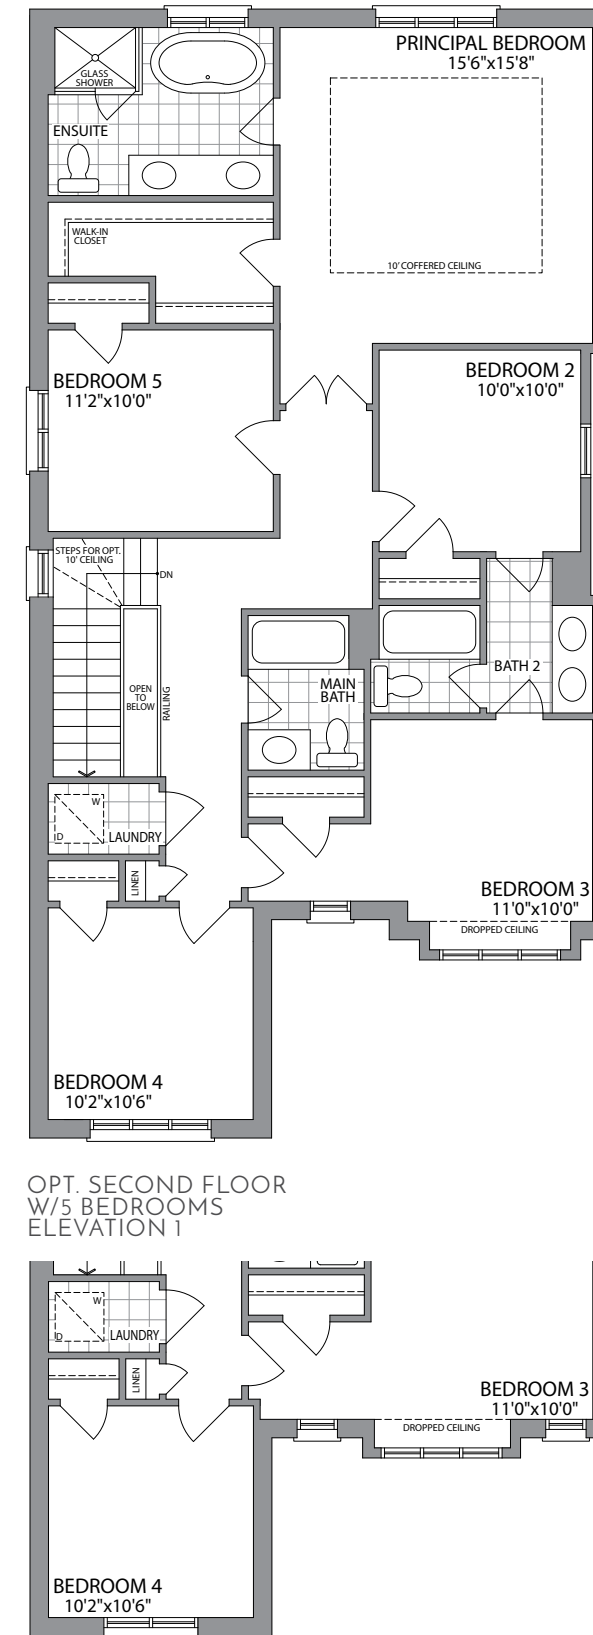 PRINCIPAL BEDROOM
15'6"x15'8"
GLASS
SHOWER
ENSUITE
WALK-IN
CLOSET
10' COFFERED CEILING
BEDROOM 5
11'2"x10'0"
BEDROOM 2
10'0"x10'0"
STEPS FOR OPT.
10' CEILING
DN
OPEN
TO
BELOW
RAILING
MAIN
BATH
BATH 2
W
D
LAUNDRY
LINEN
BEDROOM 3
11'0"x10'0"
DROPPED CEILING
BEDROOM 4
10'2"x10'6"
OPT. SECOND FLOOR
W/5 BEDROOMS
ELEVATION 1
W
D
LAUNDRY
LINEN
BEDROOM 3
11'0"x10'0"
DROPPED CEILING
BEDROOM 4
10'2"x10'6"